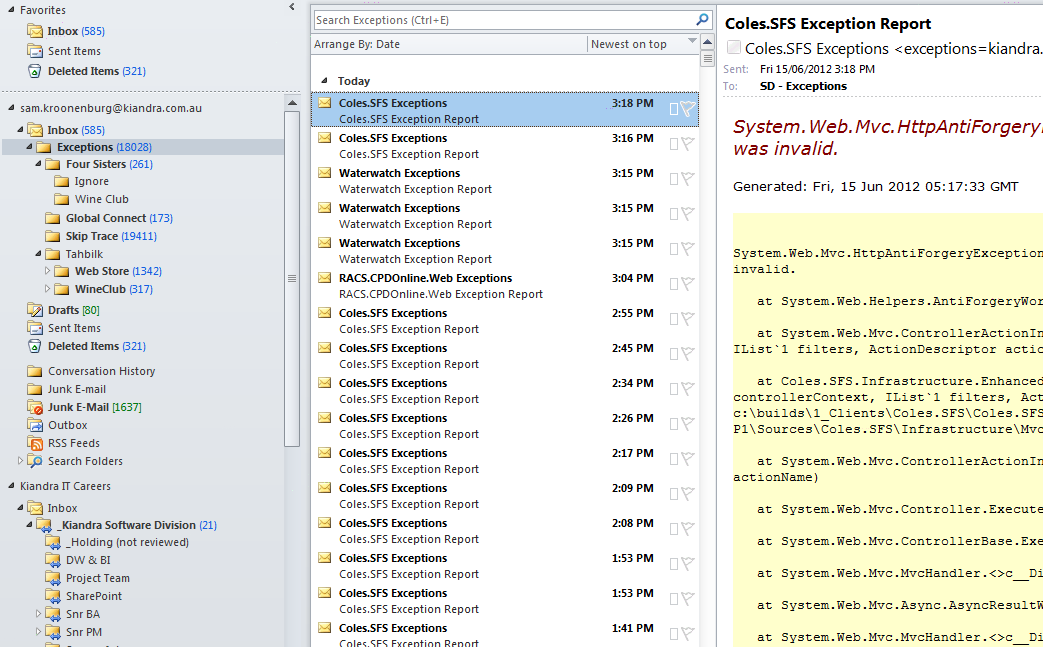 Favorites
Inbox (585)
Sent Items
Deleted Items (321)
sam.kroonenburg@kiandra.com.au
Inbox (585)
Exceptions (18028)
Four Sisters (261)
Ignore
Wine Club
Global Connect (173)
Skip Trace (19411)
Tahbilk
Web Store (1342)
WineClub (317)
Drafts [80]
Sent Items
Deleted Items (321)
Conversation History
Junk E-mail
Junk E-Mail [1637]
Outbox
RSS Feeds
Search Folders
Kiandra IT Careers
Inbox
_Kiandra Software Division (21)
_Holding (not reviewed)
DW & BI
Project Team
SharePoint
Snr BA
Snr PM
Search Exceptions (Ctrl+E)
Arrange By: Date Newest on top
Today
Coles.SFS Exceptions 3:18 PM
Coles.SFS Exception Report
Coles.SFS Exceptions 3:16 PM
Coles.SFS Exception Report
Waterwatch Exceptions 3:15 PM
Waterwatch Exception Report
Waterwatch Exceptions 3:15 PM
Waterwatch Exception Report
Waterwatch Exceptions 3:15 PM
Waterwatch Exception Report
RACS.CPDOnline.Web Exceptions 3:04 PM
RACS.CPDOnline.Web Exception Report
Coles.SFS Exceptions 2:55 PM
Coles.SFS Exception Report
Coles.SFS Exceptions 2:45 PM
Coles.SFS Exception Report
Coles.SFS Exceptions 2:34 PM
Coles.SFS Exception Report
Coles.SFS Exceptions 2:26 PM
Coles.SFS Exception Report
Coles.SFS Exceptions 2:17 PM
Coles.SFS Exception Report
Coles.SFS Exceptions 2:09 PM
Coles.SFS Exception Report
Coles.SFS Exceptions 2:08 PM
Coles.SFS Exception Report
Coles.SFS Exceptions 1:53 PM
Coles.SFS Exception Report
Coles.SFS Exceptions 1:53 PM
Coles.SFS Exception Report
Coles.SFS Exceptions 1:41 PM
Coles.SFS Exception Report
Coles.SFS Exception Report
Coles.SFS Exceptions <exceptions=kiandra.
Sent: Fri 15/06/2012 3:18 PM
To: SD - Exceptions
System.Web.Mvc.HttpAntiForgery
was invalid.
Generated: Fri, 15 Jun 2012 05:17:33 GMT
System.Web.Mvc.HttpAntiForgeryException
invalid.
at System.Web.Helpers.AntiForgeryWor
at System.Web.Mvc.ControllerActionIn
IList`1 filters, ActionDescriptor actio
at Coles.SFS.Infrastructure.Enhanced
controllerContext, IList`1 filters, Act
c:\builds\1_Clients\Coles.SFS\Coles.SFS
P1\Sources\Coles.SFS\Infrastructure\Mvc
at System.Web.Mvc.ControllerActionIn
actionName)
at System.Web.Mvc.Controller.Execute
at System.Web.Mvc.ControllerBase.Exe
at System.Web.Mvc.MvcHandler.<>c__Di
at System.Web.Mvc.Async.AsyncResultW
at System.Web.Mvc.MvcHandler.<>c__Di